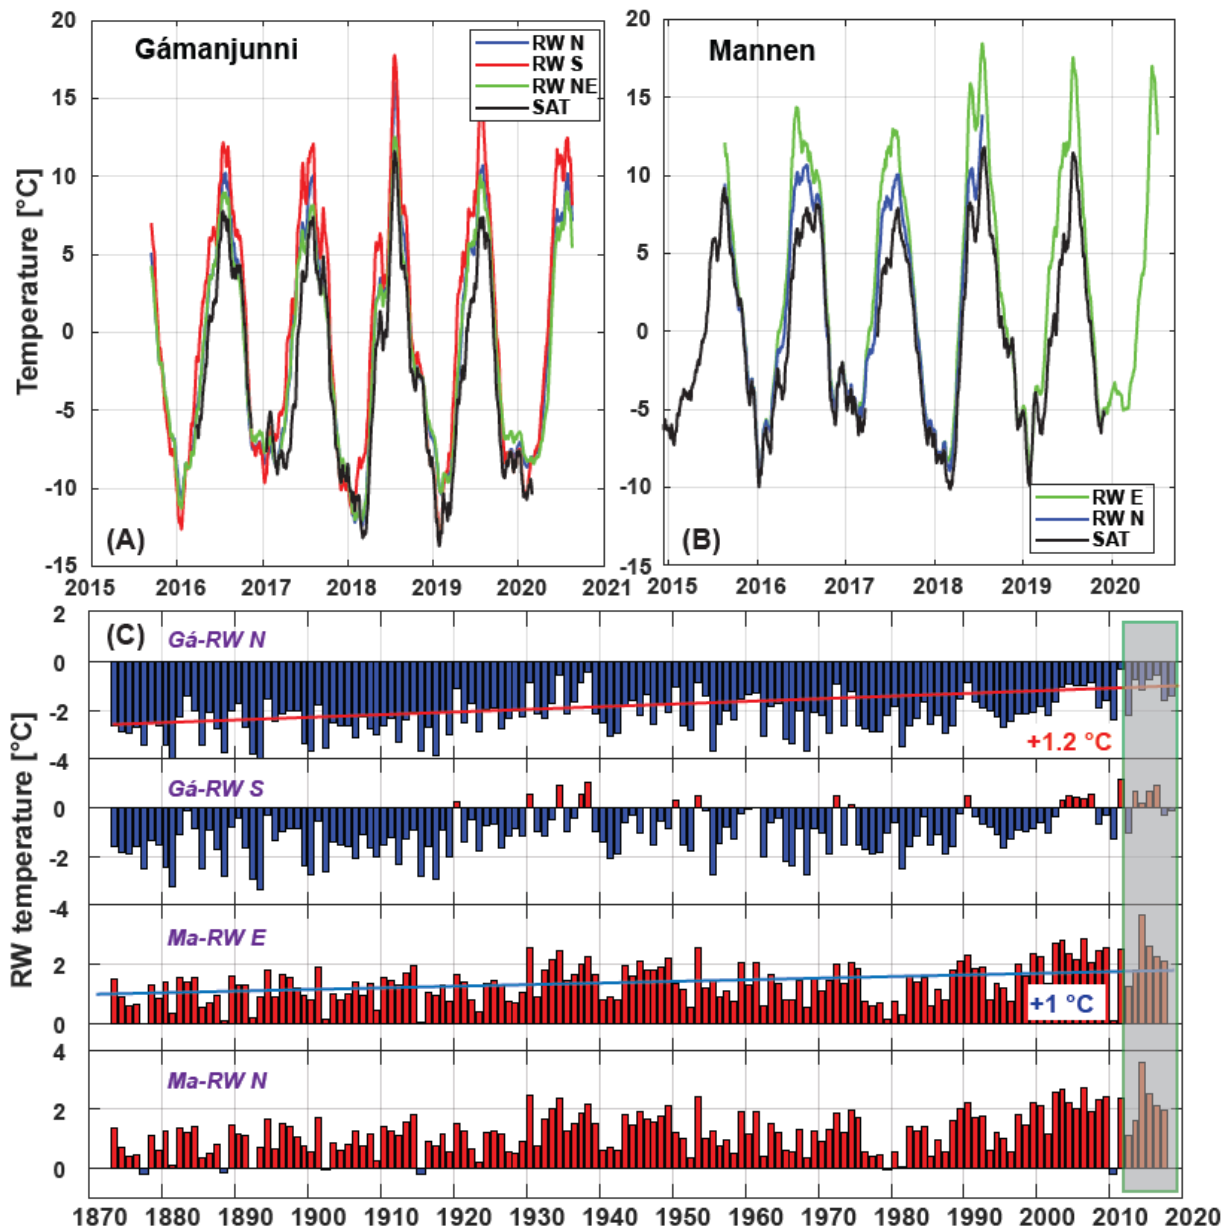 Gámanjunni
RW N
RW S
RW NE
SAT
20
15
10
5
0
-5
-10
-15
Temperature [°C]
(A)
2015 2016 2017 2018 2019 2020 2021
Mannen
20
15
10
5
0
-5
-10
-15
(B)
RW E
RW N
SAT
2015 2016 2017 2018 2019 2020
RW temperature [°C]
(C)
Gá-RW N
2
0
-2
-4
+1.2 °C
Gá-RW S
0
-2
-4
Ma-RW E
2
0
+1 °C
Ma-RW N
4
2
0
1870 1880 1890 1900 1910 1920 1930 1940 1950 1960 1970 1980 1990 2000 2010 2020